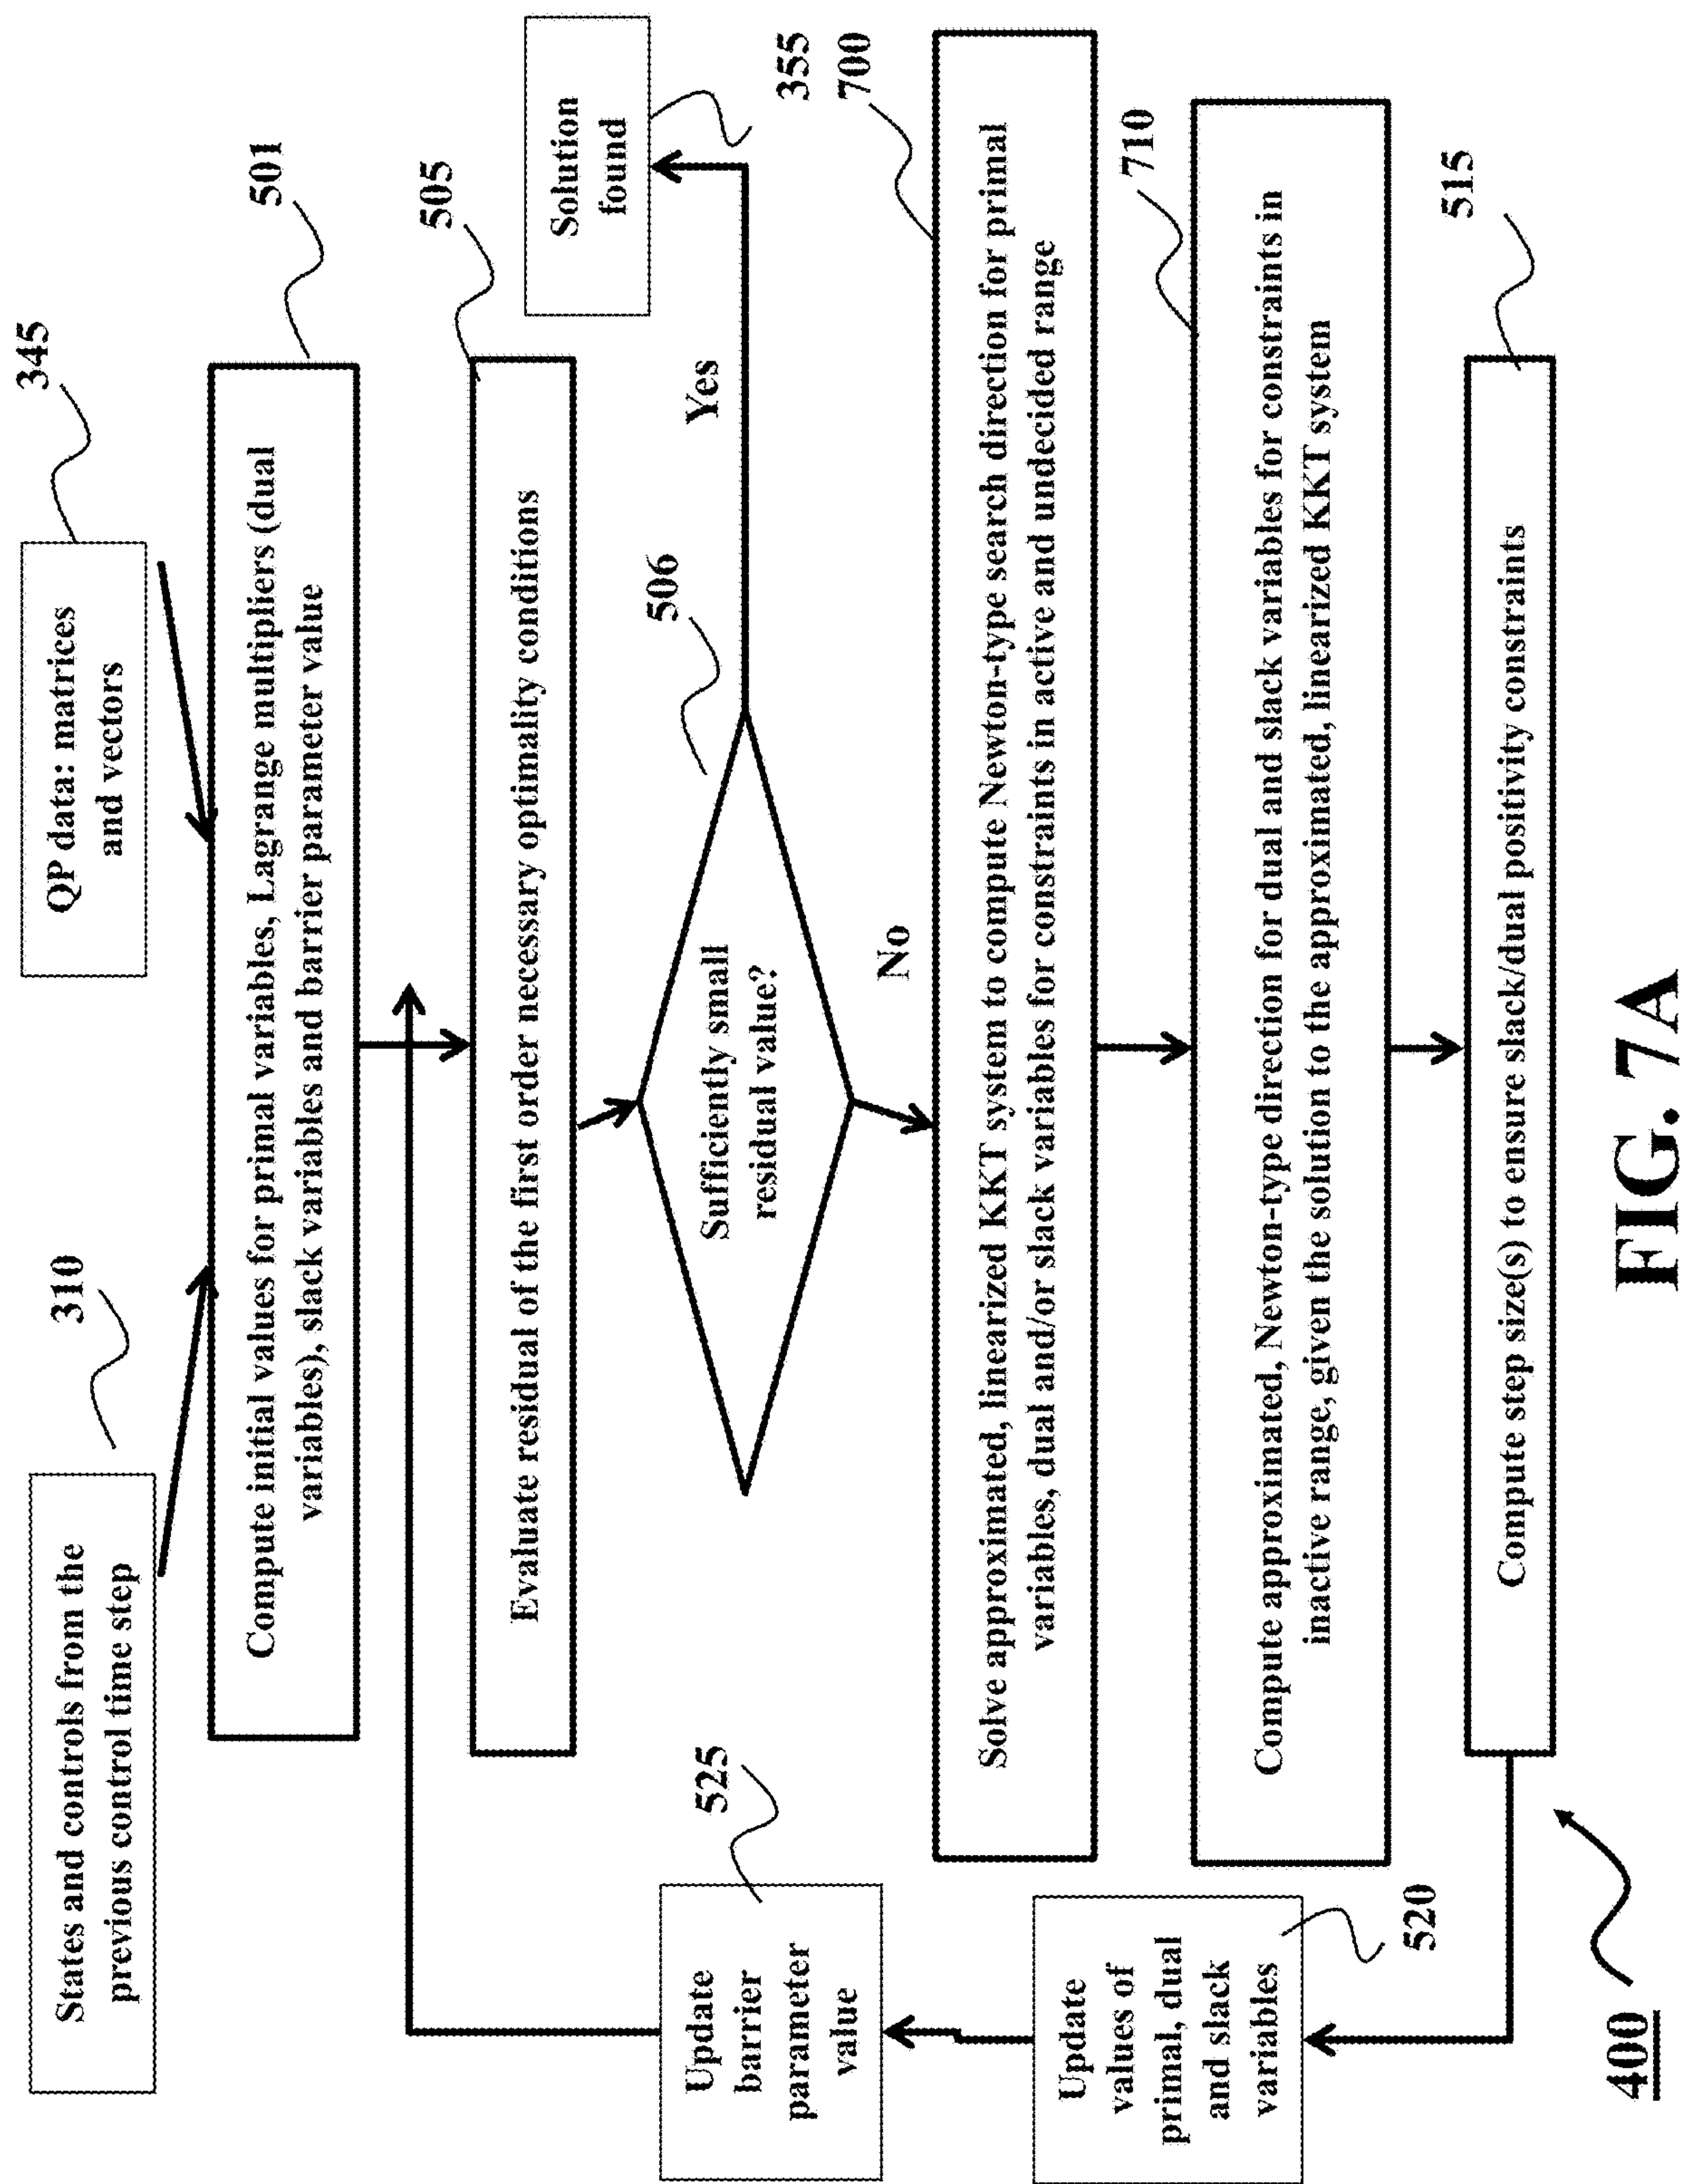 310
345
States and controls from the
previous control time step
QP data: matrices
and vectors
501
Compute initial values for primal variables, Lagrange multipliers (dual
variables), slack variables and barrier parameter value
505
Evaluate residual of the first order necessary optimality conditions
506
Sufficiently small
residual value?
Yes
Solution
found
355
No
700
Solve approximated, linearized KKT system to compute Newton-type search direction for primal
variables, dual and/or slack variables for constraints in active and undecided range
710
Compute approximated, Newton-type direction for dual and slack variables for constraints in
inactive range, given the solution to the approximated, linearized KKT system
515
Compute step size(s) to ensure slack/dual positivity constraints
520
Update
values of
primal, dual
and slack
variables
525
Update
barrier
parameter
value
400
FIG. 7A